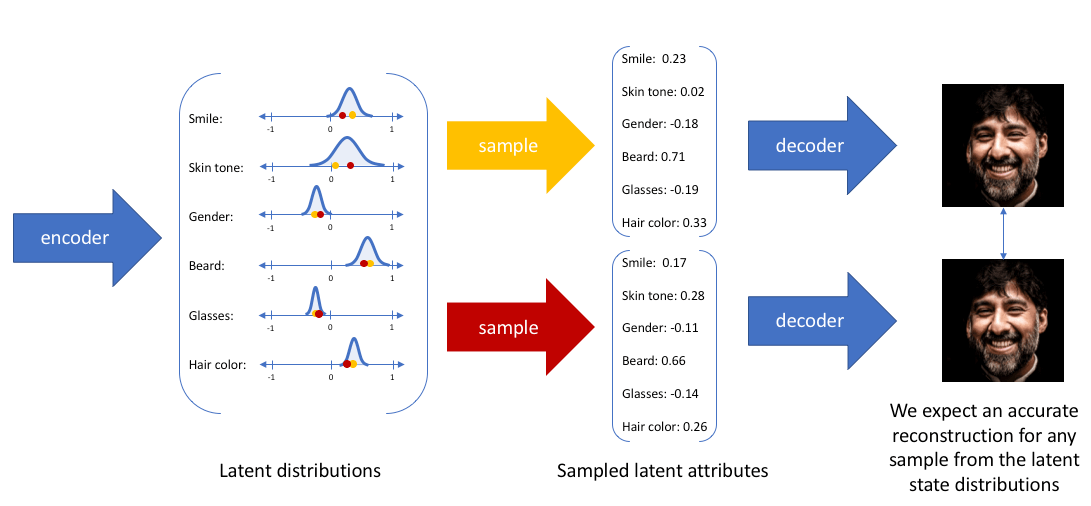 encoder
Smile:
-1 0 1
Skin tone:
-1 0 1
Gender:
-1 0 1
Beard:
-1 0 1
Glasses:
-1 0 1
Hair color:
-1 0 1
Latent distributions
sample
Smile: 0.23
Skin tone: 0.02
Gender: -0.18
Beard: 0.71
Glasses: -0.19
Hair color: 0.33
decoder
sample
Smile: 0.17
Skin tone: 0.28
Gender: -0.11
Beard: 0.66
Glasses: -0.14
Hair color: 0.26
decoder
Sampled latent attributes
We expect an accurate
reconstruction for any
sample from the latent
state distributions